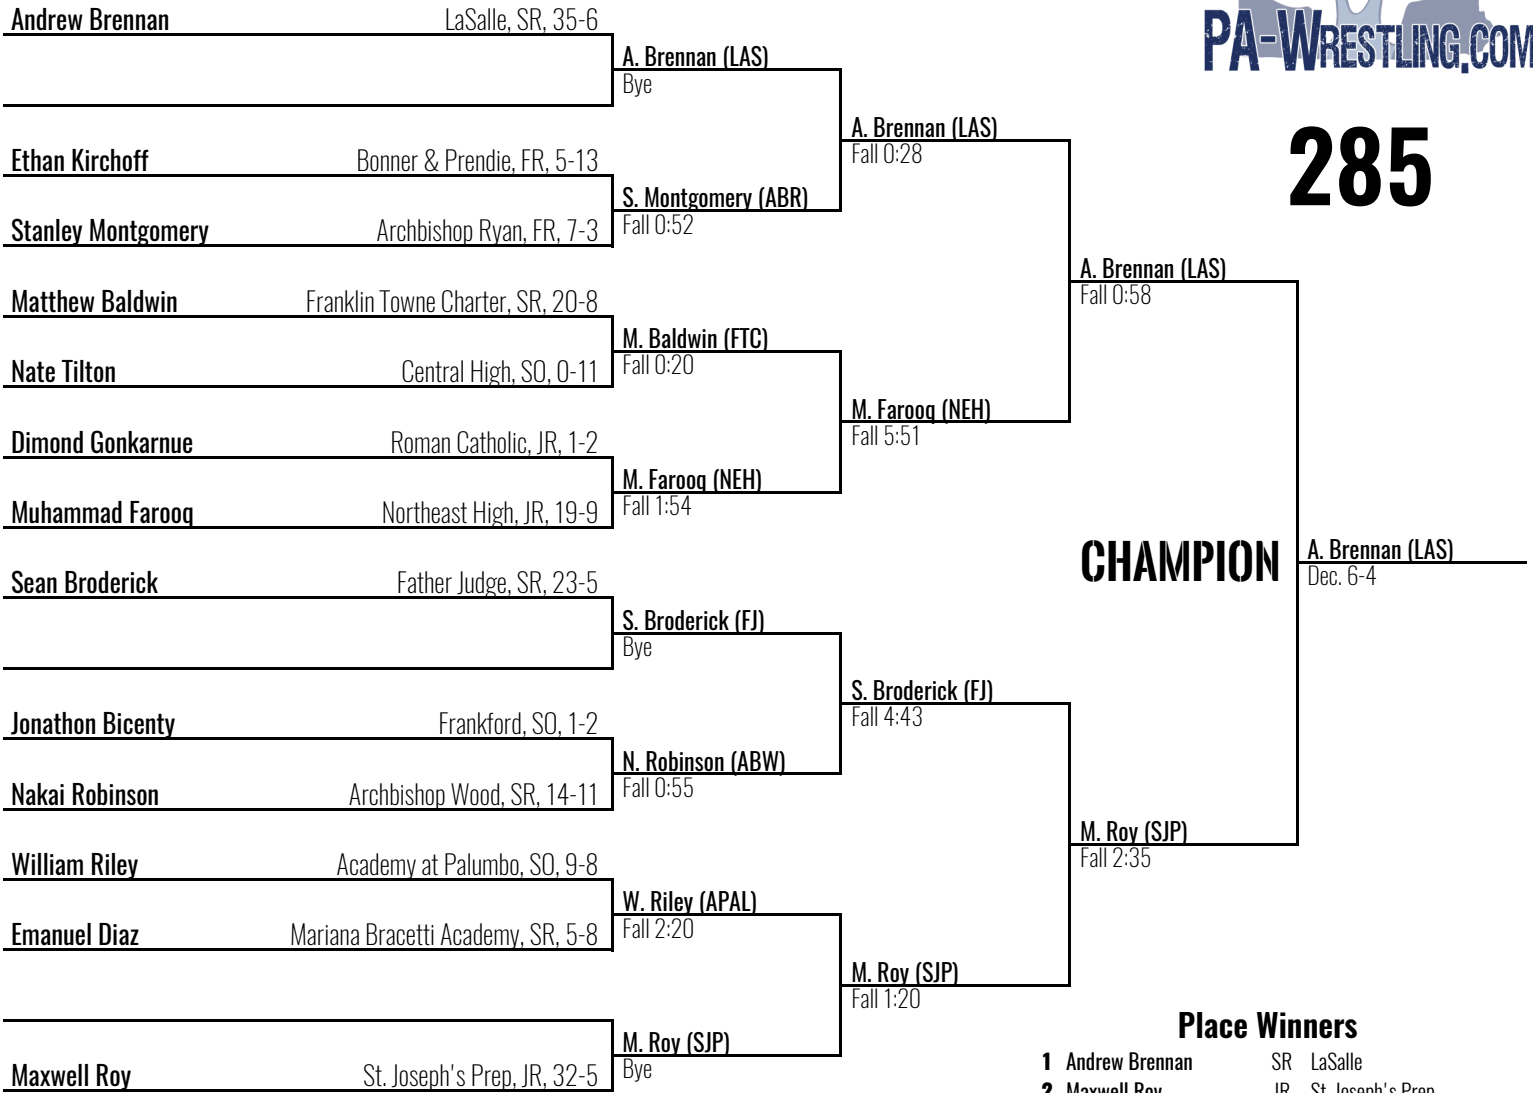 PA-WRESTLING.COM
285
Andrew Brennan LaSalle, SR, 35-6
A. Brennan (LAS)
Bye
A. Brennan (LAS)
Fall 0:28
Ethan Kirchoff Bonner & Prendie, FR, 5-13
S. Montgomery (ABR)
Fall 0:52
Stanley Montgomery Archbishop Ryan, FR, 7-3
A. Brennan (LAS)
Fall 0:58
Matthew Baldwin Franklin Towne Charter, SR, 20-8
M. Baldwin (FTC)
Fall 0:20
Nate Tilton Central High, SO, 0-11
M. Farooq (NEH)
Fall 5:51
Dimond Gonkarnue Roman Catholic, JR, 1-2
M. Farooq (NEH)
Fall 1:54
Muhammad Farooq Northeast High, JR, 19-9
CHAMPION
A. Brennan (LAS)
Dec. 6-4
Sean Broderick Father Judge, SR, 23-5
S. Broderick (FJ)
Bye
S. Broderick (FJ)
Fall 4:43
Jonathon Bicenty Frankford, SO, 1-2
N. Robinson (ABW)
Fall 0:55
Nakai Robinson Archbishop Wood, SR, 14-11
M. Roy (SJP)
Fall 2:35
William Riley Academy at Palumbo, SO, 9-8
W. Riley (APAL)
Fall 2:20
Emanuel Diaz Mariana Bracetti Academy, SR, 5-8
M. Roy (SJP)
Fall 1:20
M. Roy (SJP)
Bye
Maxwell Roy St. Joseph's Prep, JR, 32-5
Place Winners
1 Andrew Brennan SR LaSalle
2 Maxwell Roy JR St. Joseph's Prep